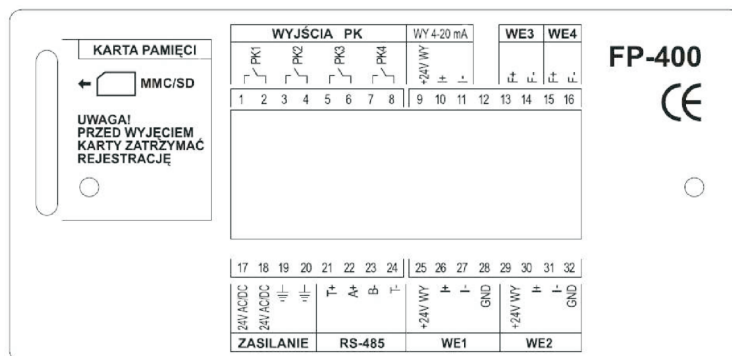 KARTA PAMIĘCI
MMC/SD
UWAGA!
PRZED WYJĘCIEM
KARTY ZATRZYMAĆ
REJESTRACJĘ
WYJŚCIA PK
WY 4-20 mA
WE3 WE4
PK1 PK2 PK3 PK4 +24V WY I+ I- F+ F- F+ F-
1 2 3 4 5 6 7 8 9 10 11 12 13 14 15 16
FP-400
CE
17 18 19 20 21 22 23 24 25 26 27 28 29 30 31 32
24V AC/DC 24V AC/DC T+ A+ B- T- +24V WY I+ I- GND +24V WY I+ I- GND
ZASILANIE RS-485 WE1 WE2